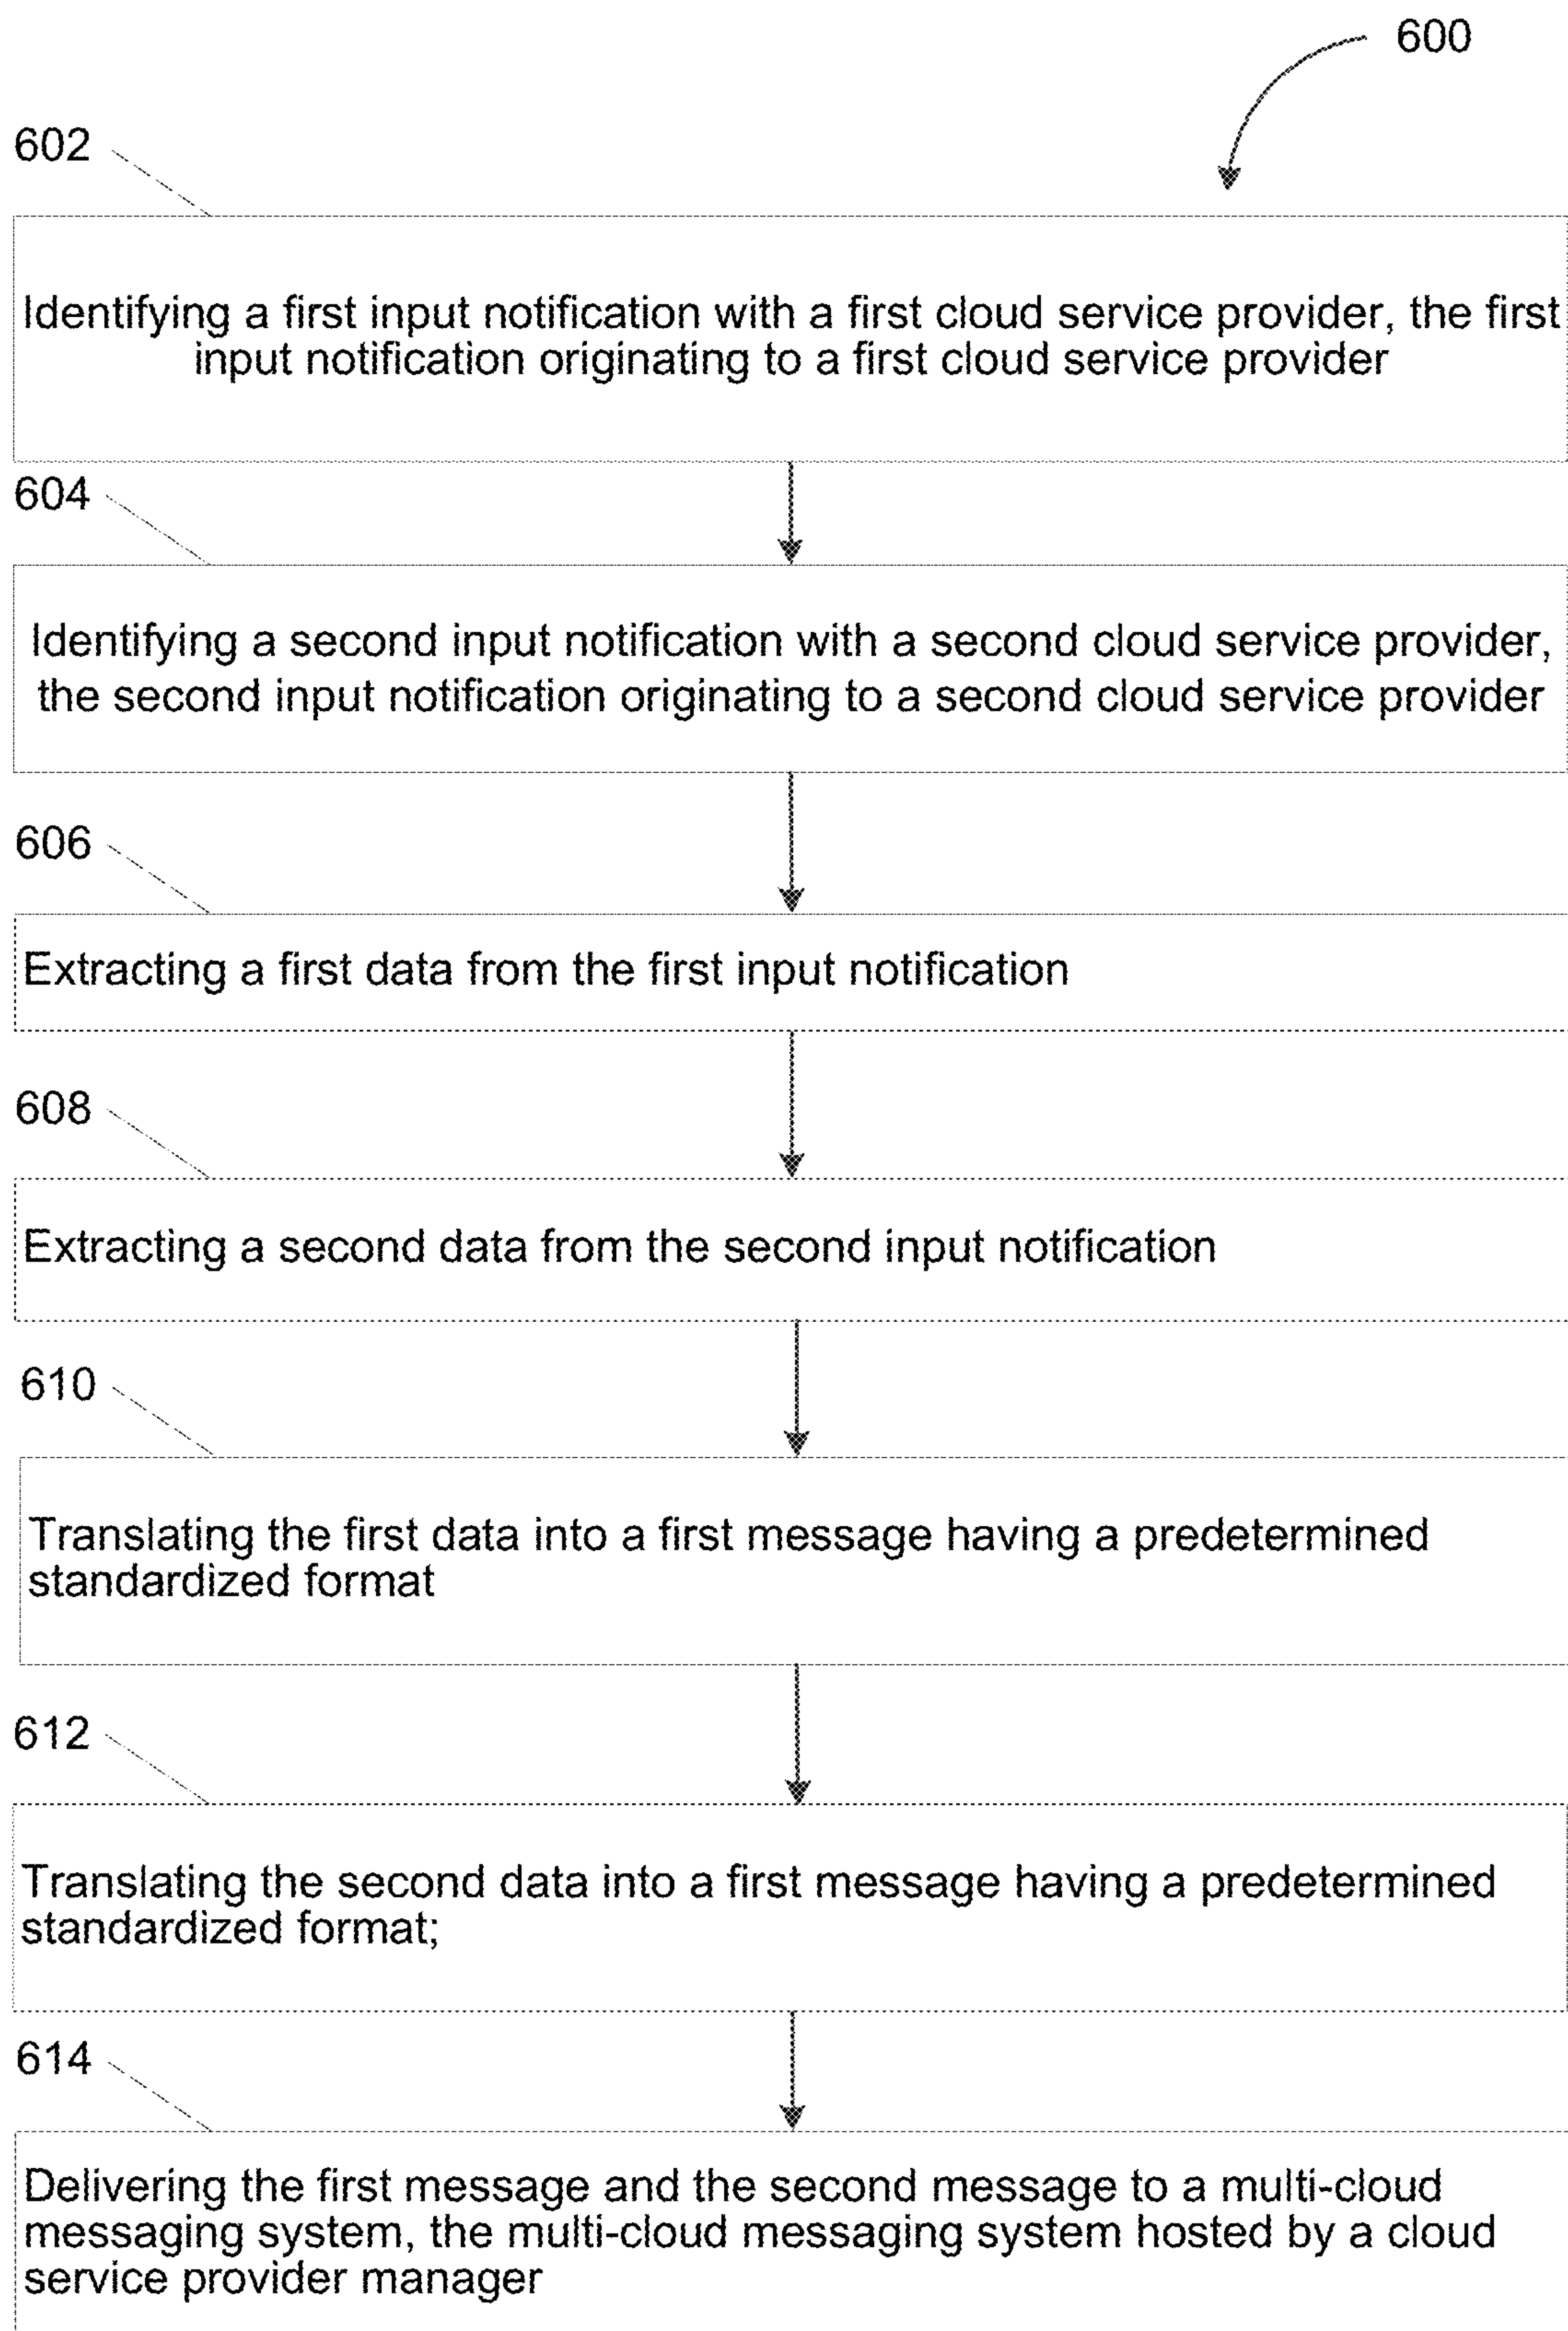 600
602
Identifying a first input notification with a first cloud service provider, the first
input notification originating to a first cloud service provider
604
Identifying a second input notification with a second cloud service provider,
the second input notification originating to a second cloud service provider
606
Extracting a first data from the first input notification
608
Extracting a second data from the second input notification
610
Translating the first data into a first message having a predetermined
standardized format
612
Translating the second data into a first message having a predetermined
standardized format;
614
Delivering the first message and the second message to a multi-cloud
messaging system, the multi-cloud messaging system hosted by a cloud
service provider manager